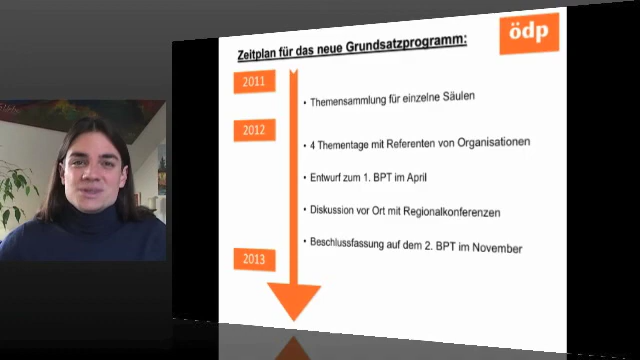 Zeitplan für das neue Grundsatzprogramm:
ödp
2011
• Themensammlung für einzelne Säulen
2012
• 4 Thementage mit Referenten von Organisationen
• Entwurf zum 1. BPT im April
• Diskussion vor Ort mit Regionalkonferenzen
• Beschlussfassung auf dem 2. BPT im November
2013